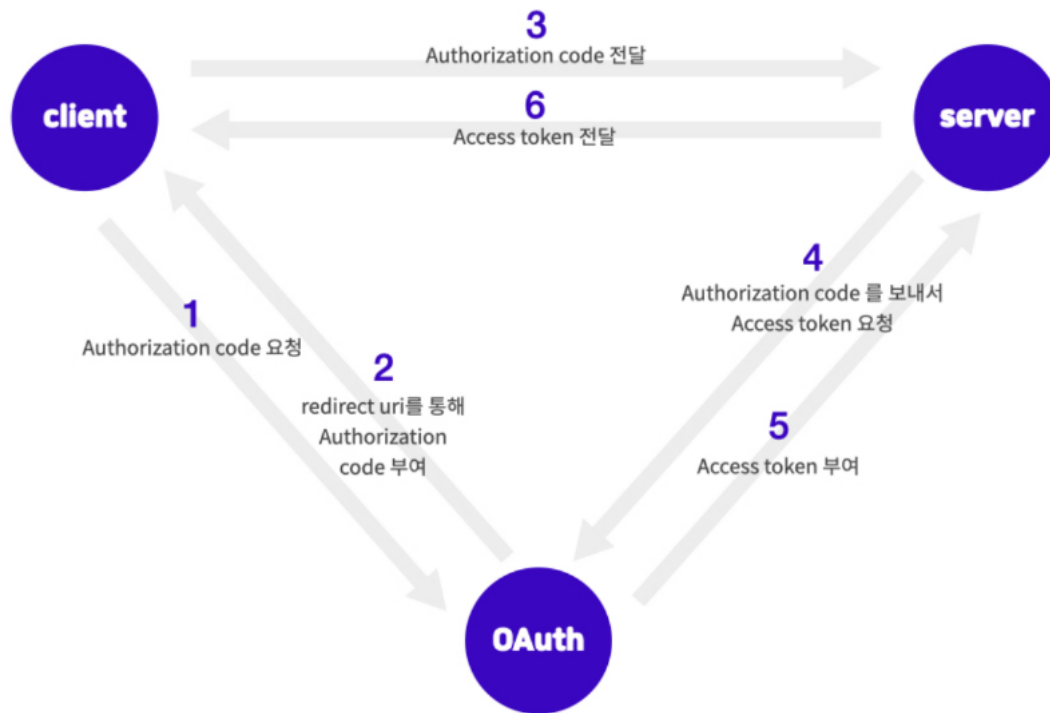 3
Authorization code 전달
client
6
Access token 전달
server
1
Authorization code 요청
2
redirect uri를 통해
Authorization
code 부여
4
Authorization code 를 보내서
Access token 요청
5
Access token 부여
OAuth